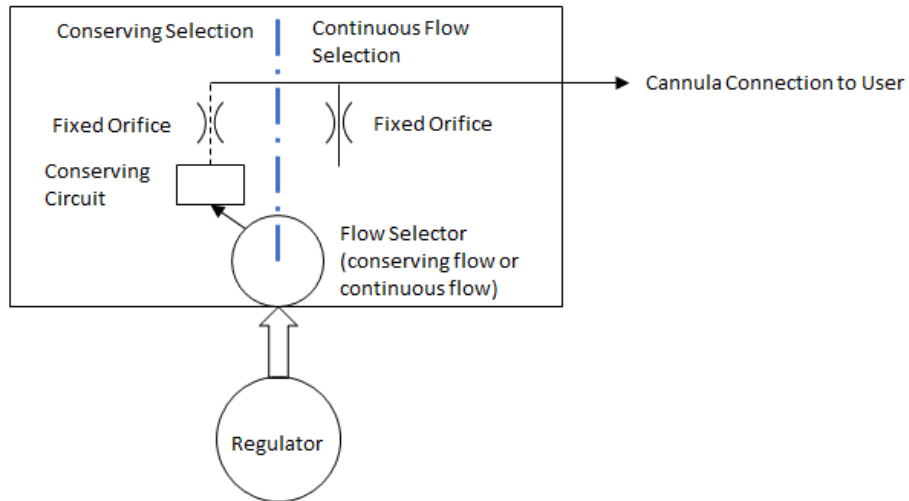 Conserving Selection
Continuous Flow
Selection
Cannula Connection to User
Fixed Orifice
Fixed Orifice
Conserving
Circuit
Flow Selector
(conserving flow or
continuous flow)
Regulator